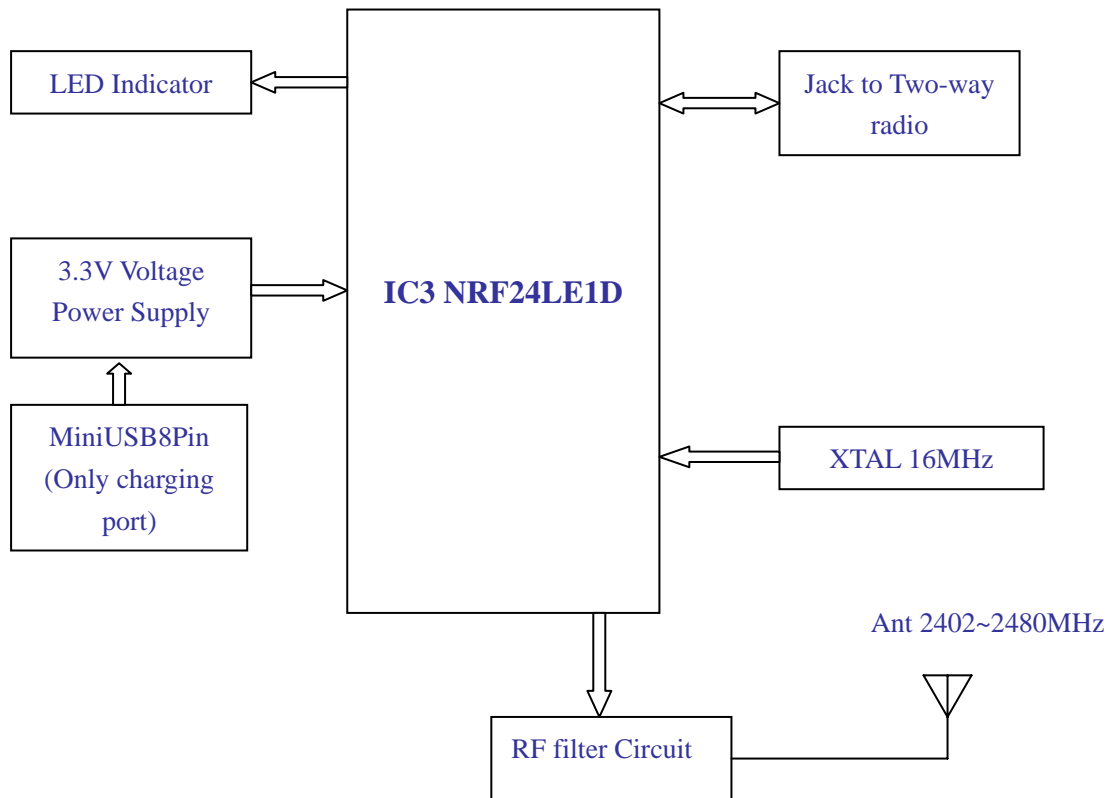 LED Indicator
Jack to Two-way
radio
3.3V Voltage
Power Supply
IC3 NRF24LE1D
MiniUSB8Pin
(Only charging
port)
XTAL 16MHz
Ant 2402~2480MHz
RF filter Circuit